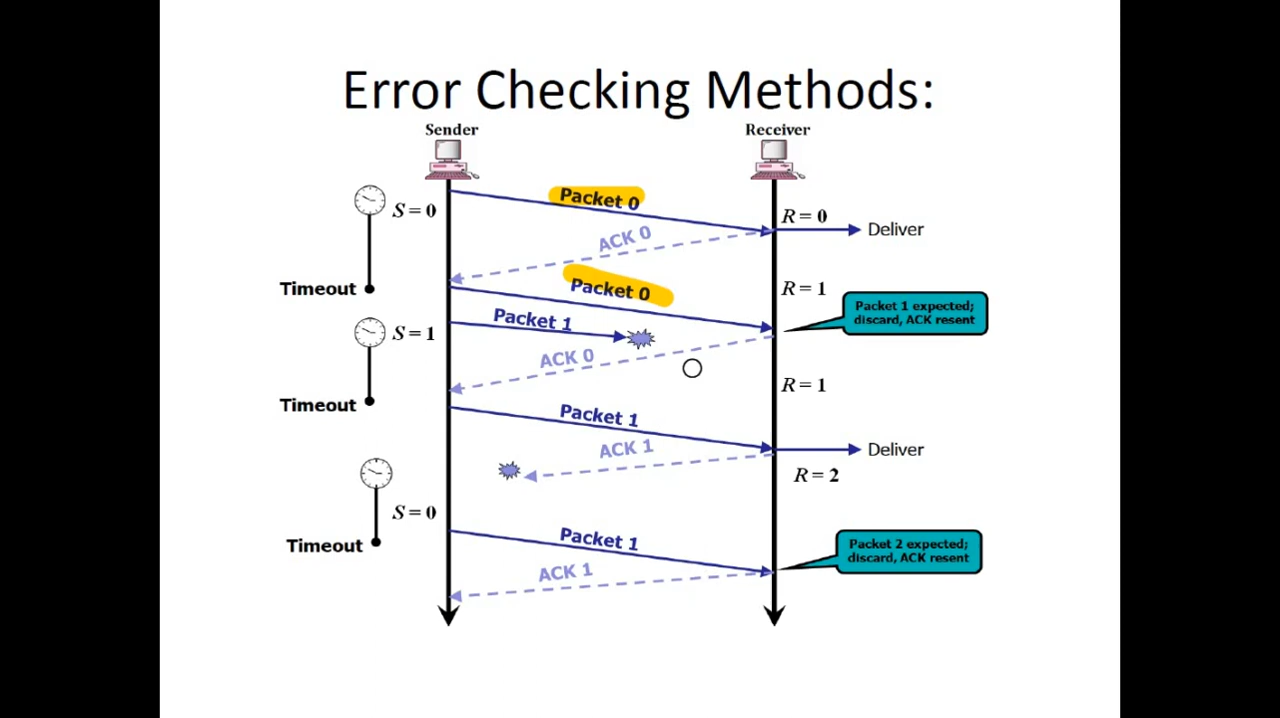 Error Checking Methods:
Sender
Receiver
Packet 0
S = 0
R = 0
Deliver
ACK 0
Timeout
Packet 0
R = 1
Packet 1 expected;
discard, ACK resent
Packet 1
S = 1
ACK 0
R = 1
Timeout
Packet 1
ACK 1
Deliver
R = 2
S = 0
Packet 1
Timeout
Packet 2 expected;
discard, ACK resent
ACK 1